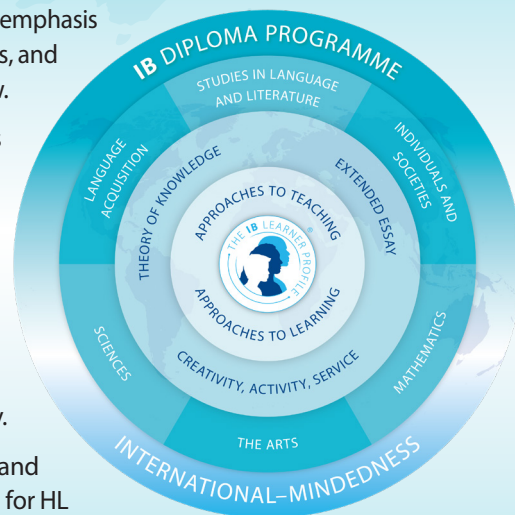 emphasis
s, and
y.
s
IB DIPLOMA PROGRAMME
STUDIES IN LANGUAGE
AND LITERATURE
LANGUAGE
ACQUISITION
INDIVIDUALS AND
SOCIETIES
THEORY OF KNOWLEDGE
EXTENDED ESSAY
APPROACHES TO TEACHING
THE IB LEARNER PROFILE
®
APPROACHES TO LEARNING
SCIENCES
MATHEMATICS
CREATIVITY, ACTIVITY, SERVICE
THE ARTS
INTERNATIONAL–MINDEDNESS
y.
and
for HL